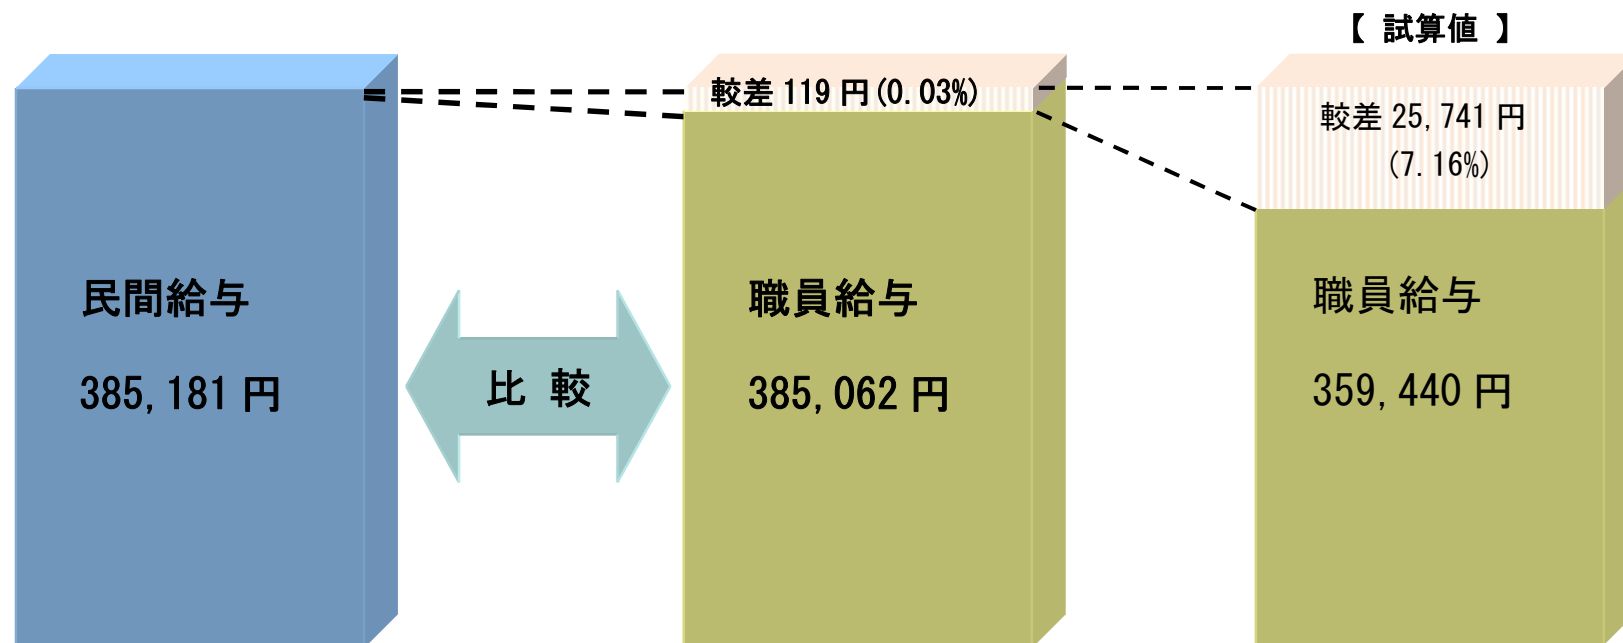 【 試算値 】
較差 119 円(0.03%)
較差 25,741 円
(7.16%)
民間給与
385,181 円
比 較
職員給与
385,062 円
職員給与
359,440 円